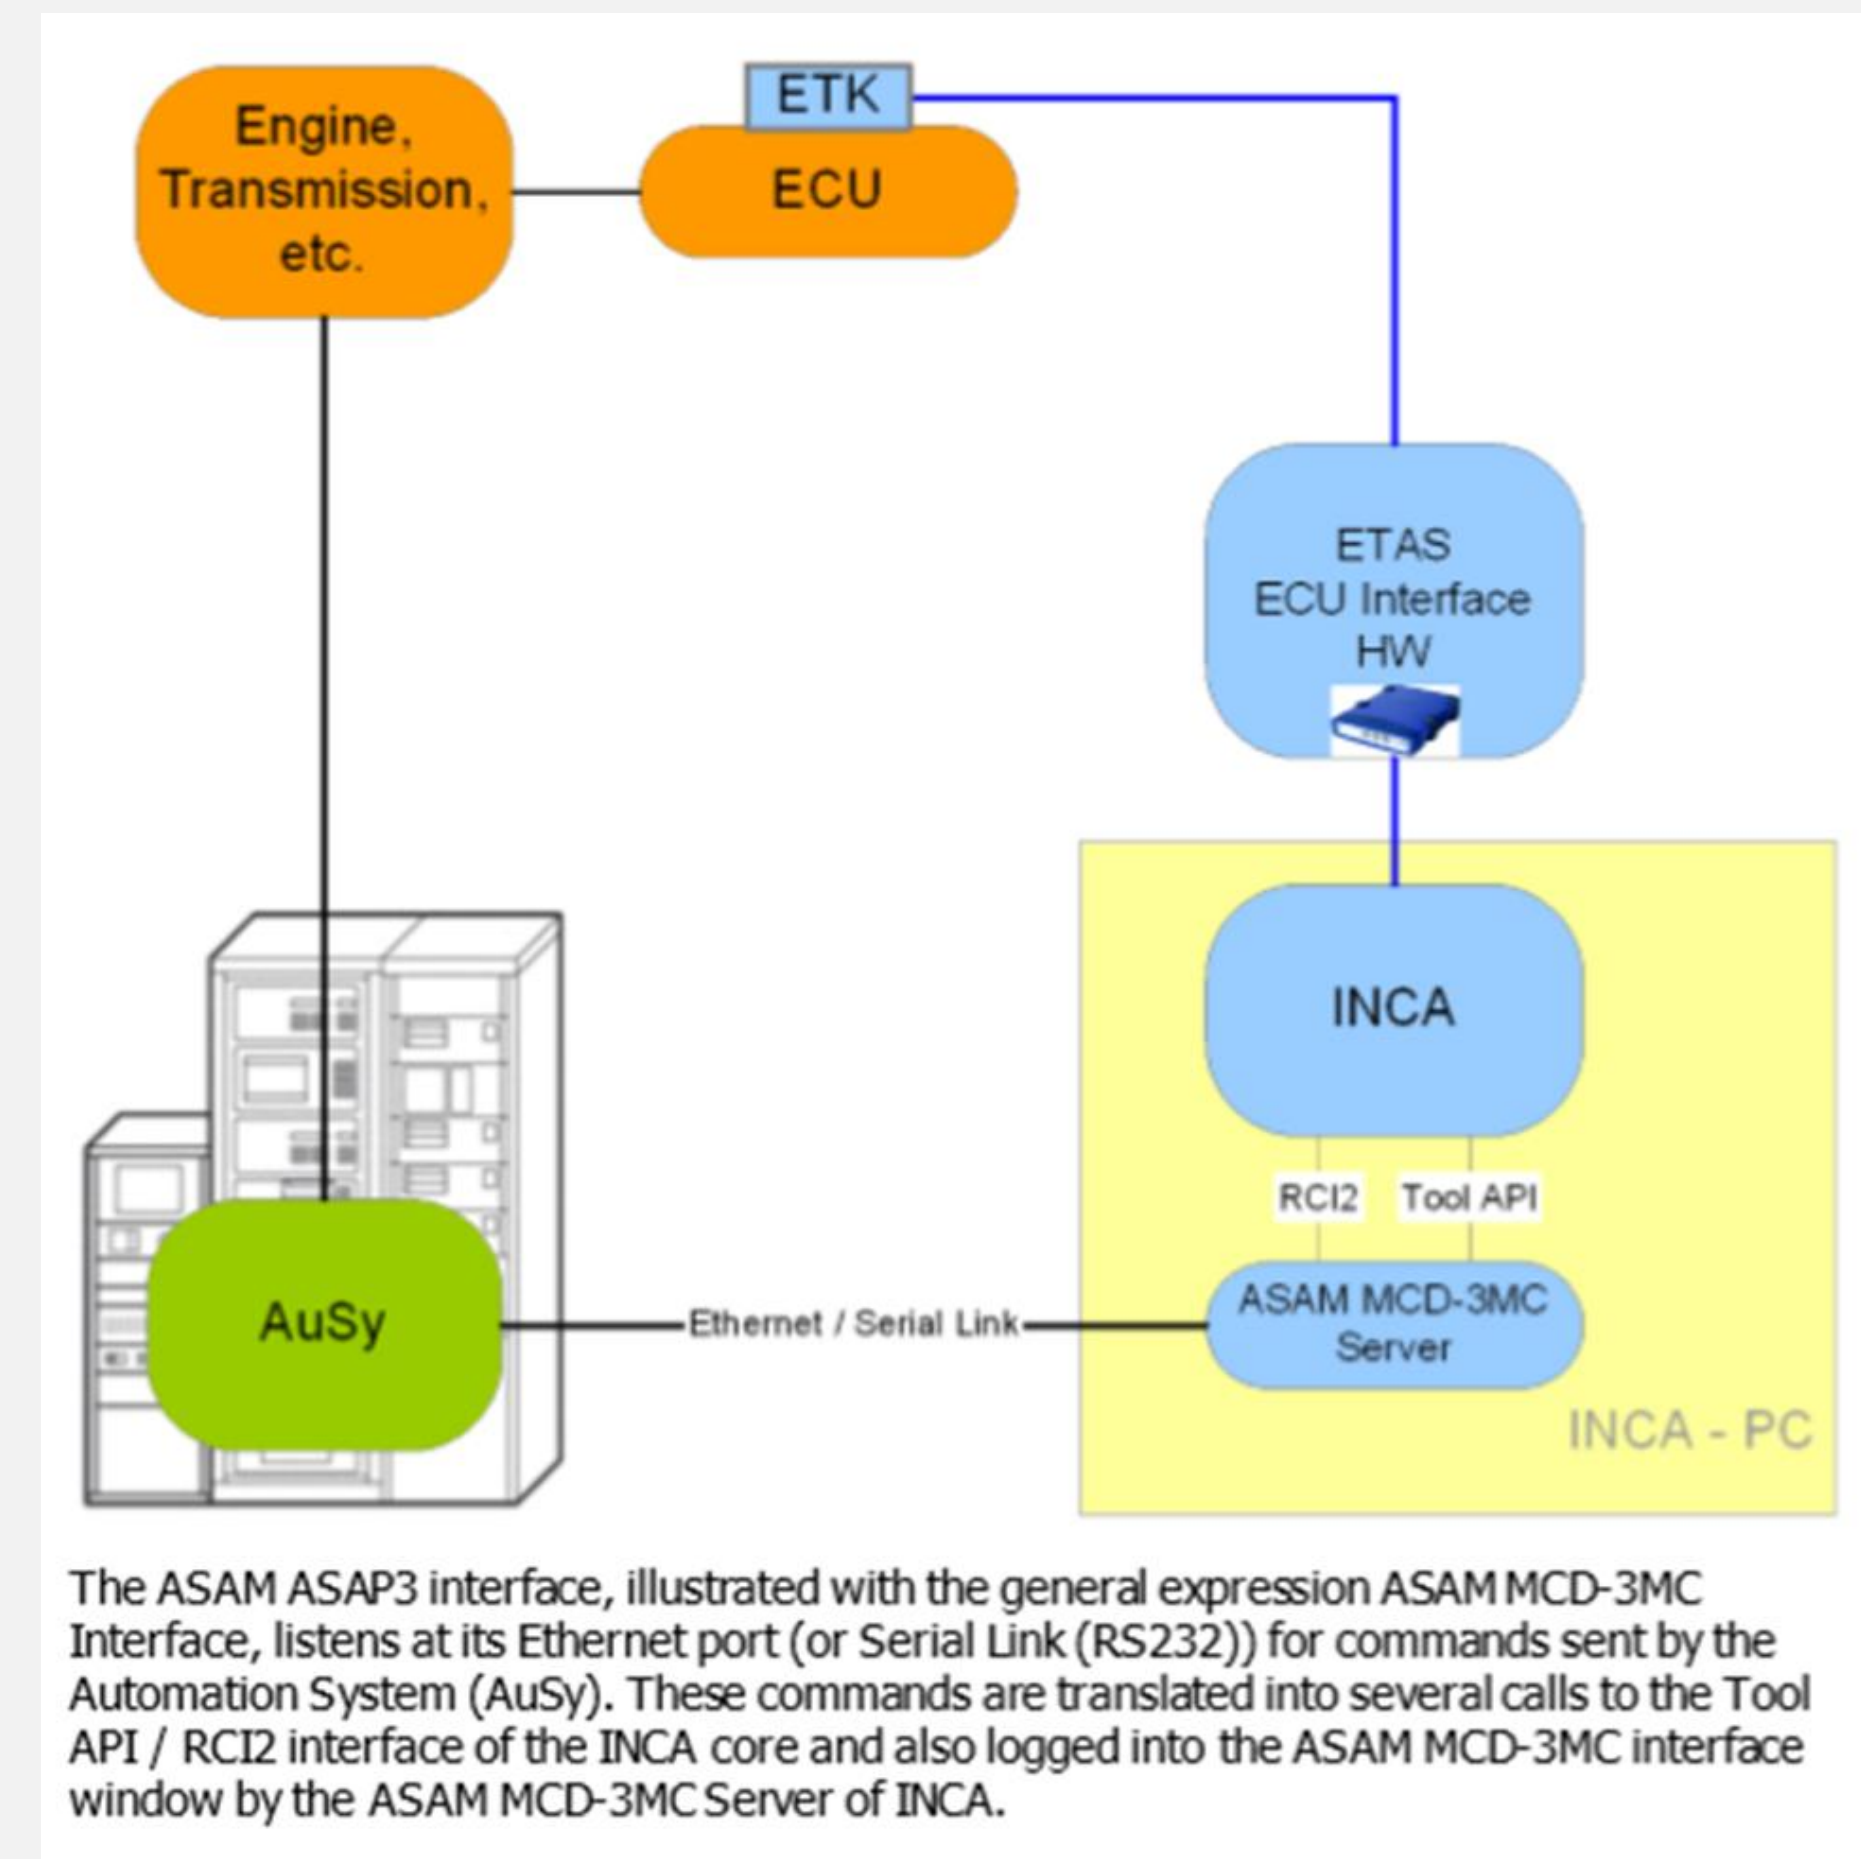 ETK
Engine,
Transmission,
etc.
ECU
ETAS
ECU Interface
HW
INCA
RCI2
Tool API
AuSy
Ethernet / Serial Link
ASAM MCD-3MC
Server
INCA - PC
The ASAM ASAP3 interface, illustrated with the general expression ASAM MCD-3MC
Interface, listens at its Ethernet port (or Serial Link (RS232)) for commands sent by the
Automation System (AuSy). These commands are translated into several calls to the Tool
API / RCI2 interface of the INCA core and also logged into the ASAM MCD-3MC interface
window by the ASAM MCD-3MC Server of INCA.